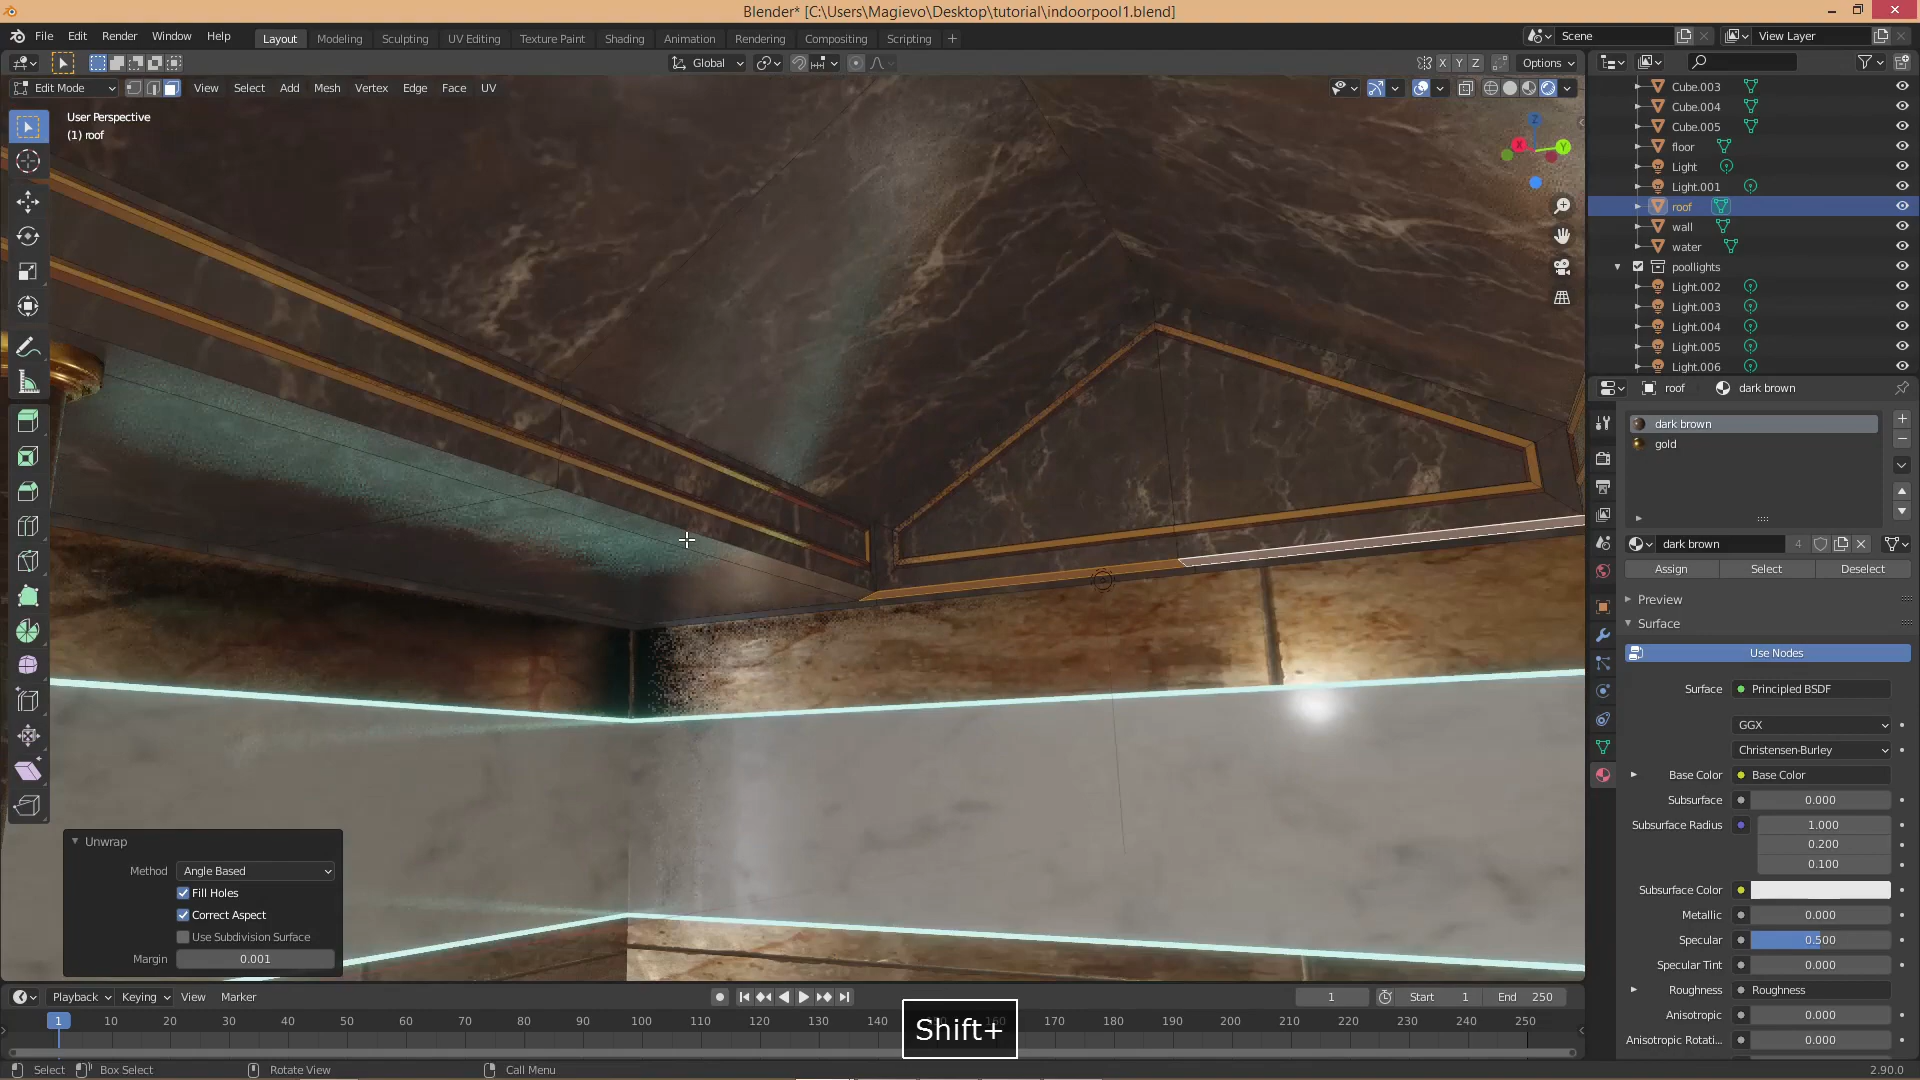 Blender* [C:\Users\Magievo\Desktop\tutorial\indoorpool1.blend]
File Edit Render Window Help Layout Modeling Sculpting UV Editing Texture Paint Shading Animation Rendering Compositing Scripting Scene View Layer
Global X Y Z Options
Edit Mode View Select Add Mesh Vertex Edge Face UV
User Perspective
(1) roof
Z
X
Y
Cube.003
Cube.004
Cube.005
floor
Light
Light.001
roof
wall
water
poollights
Light.002
Light.003
Light.004
Light.005
Light.006
roof dark brown
dark brown
gold
dark brown 4
Assign Select Deselect
Preview
Surface
Use Nodes
Surface Principled BSDF
GGX
Christensen-Burley
Base Color Base Color
Subsurface 0.000
Subsurface Radius 1.000
0.200
0.100
Subsurface Color
Metallic 0.000
Specular 0.500
Specular Tint 0.000
Roughness Roughness
Anisotropic 0.000
Anisotropic Rotati... 0.000
Unwrap
Method Angle Based
Fill Holes
Correct Aspect
Use Subdivision Surface
Margin 0.001
Playback Keying View Marker 1 Start 1 End 250
1 10 20 30 40 50 60 70 80 90 100 110 120 130 140 160 170 180 190 200 210 220 230 240 250
Shift+
Select Box Select Rotate View Call Menu 2.90.0